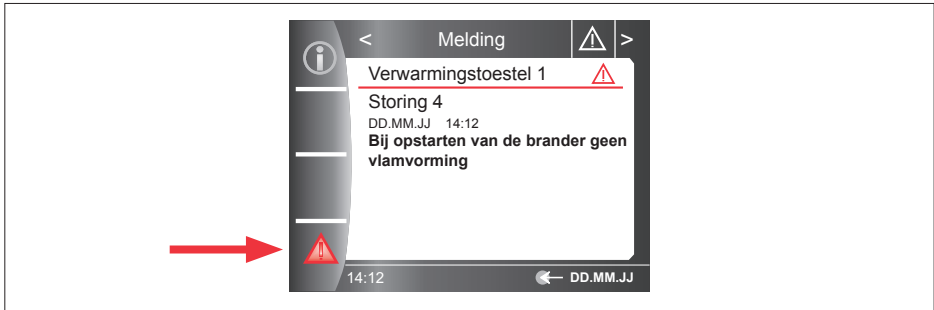 < Melding >
Verwarmingstoestel 1
Storing 4
DD.MM.JJ 14:12
Bij opstarten van de brander geen
vlamvorming
14:12 DD.MM.JJ